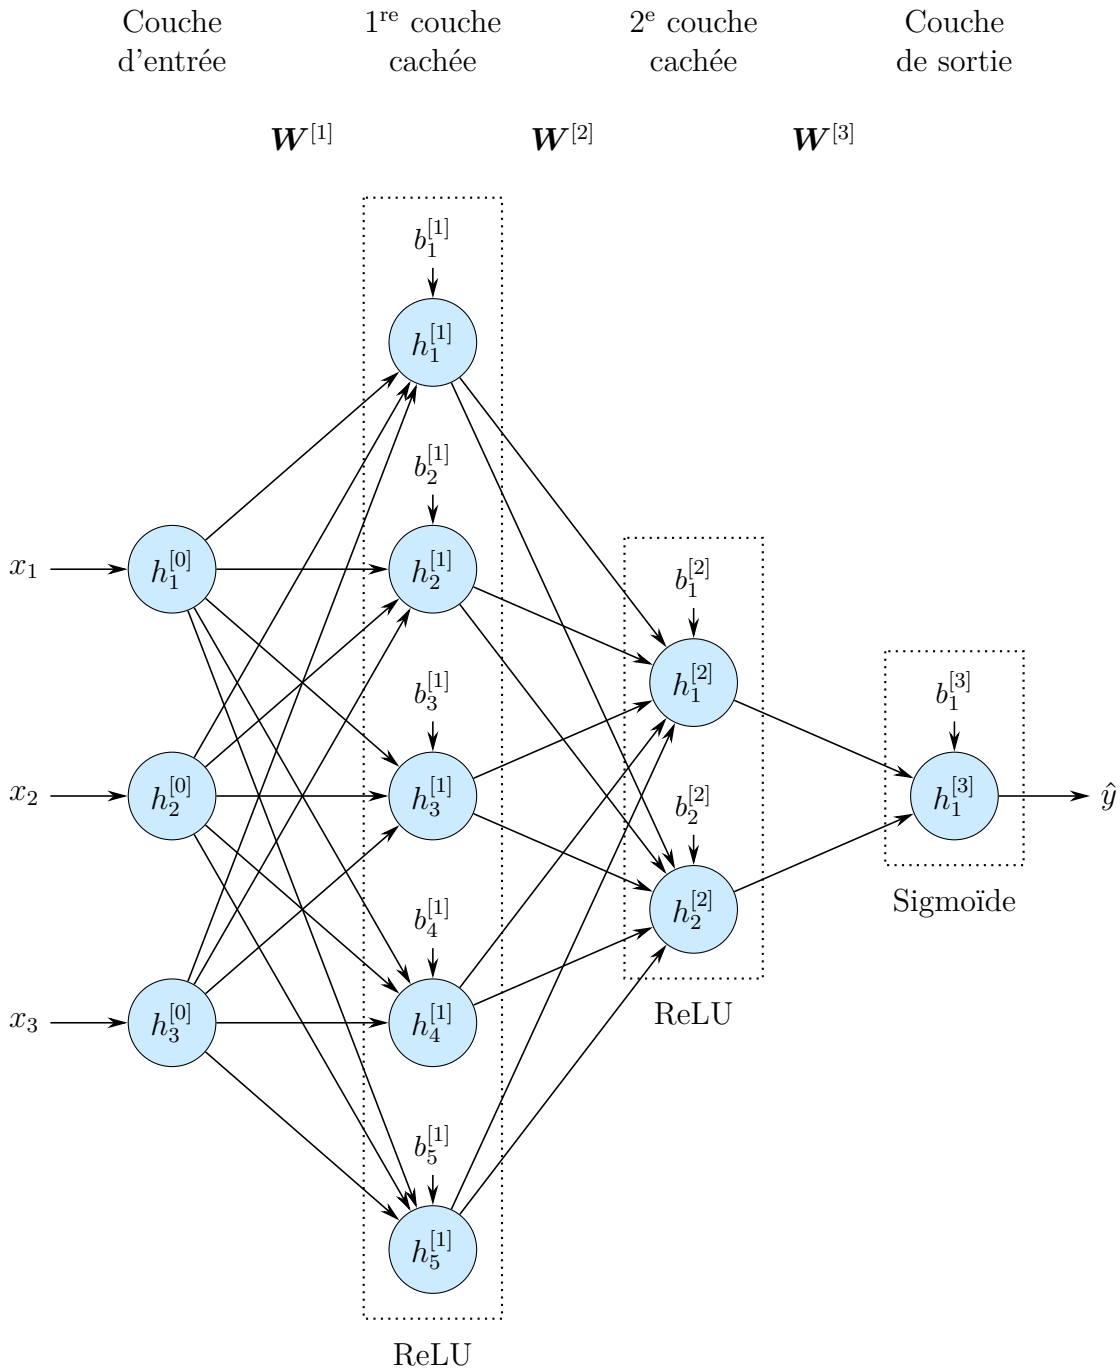 Couche d'entrée
1re couche cachée
2e couche cachée
Couche de sortie
W[1]
W[2]
W[3]
b1[1]
h1[1]
b2[1]
x1
h1[0]
h2[1]
b1[2]
h1[2]
b3[1]
b1[3]
x2
h2[0]
h3[1]
b2[2]
h1[3]
ŷ
Sigmoïde
b4[1]
h2[2]
x3
h3[0]
h4[1]
ReLU
b5[1]
h5[1]
ReLU